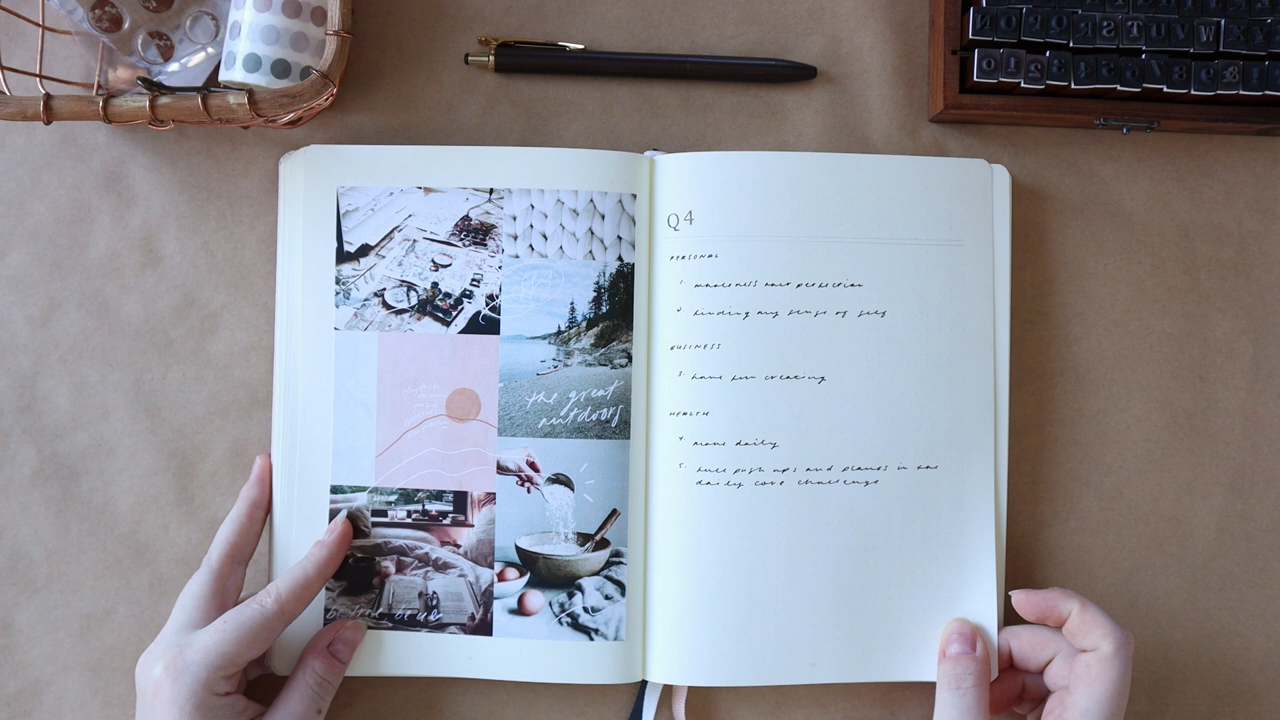 the great
outdoors
Q4
PERSONAL
1. wholeness over perfection
2. finding my sense of self
BUSINESS
3. have fun creating
HEALTH
4. move daily
5. full push ups and planks in the
daily core challenge